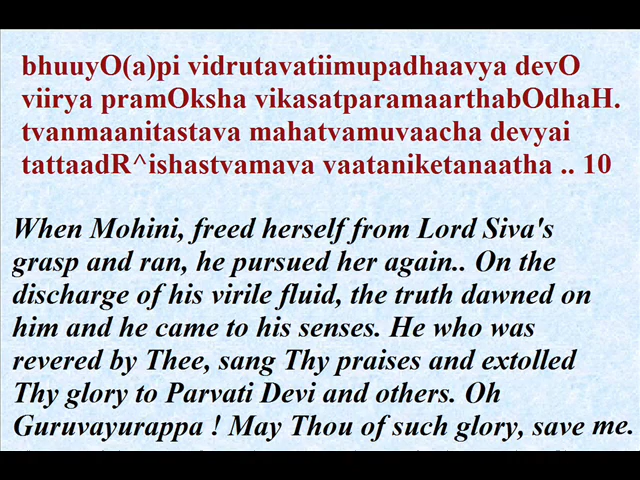 bhuuyO(a)pi vidrutavatiimupadhaavya devO
viirya pramOksha vikasatparamaarthabOdhaH.
tvanmaanitastava mahatvamuvaacha devyai
tattaadR^ishastvamava vaataniketanaatha .. 10
When Mohini, freed herself from Lord Siva's
grasp and ran, he pursued her again.. On the
discharge of his virile fluid, the truth dawned on
him and he came to his senses. He who was
revered by Thee, sang Thy praises and extolled
Thy glory to Parvati Devi and others. Oh
Guruvayurappa ! May Thou of such glory, save me.